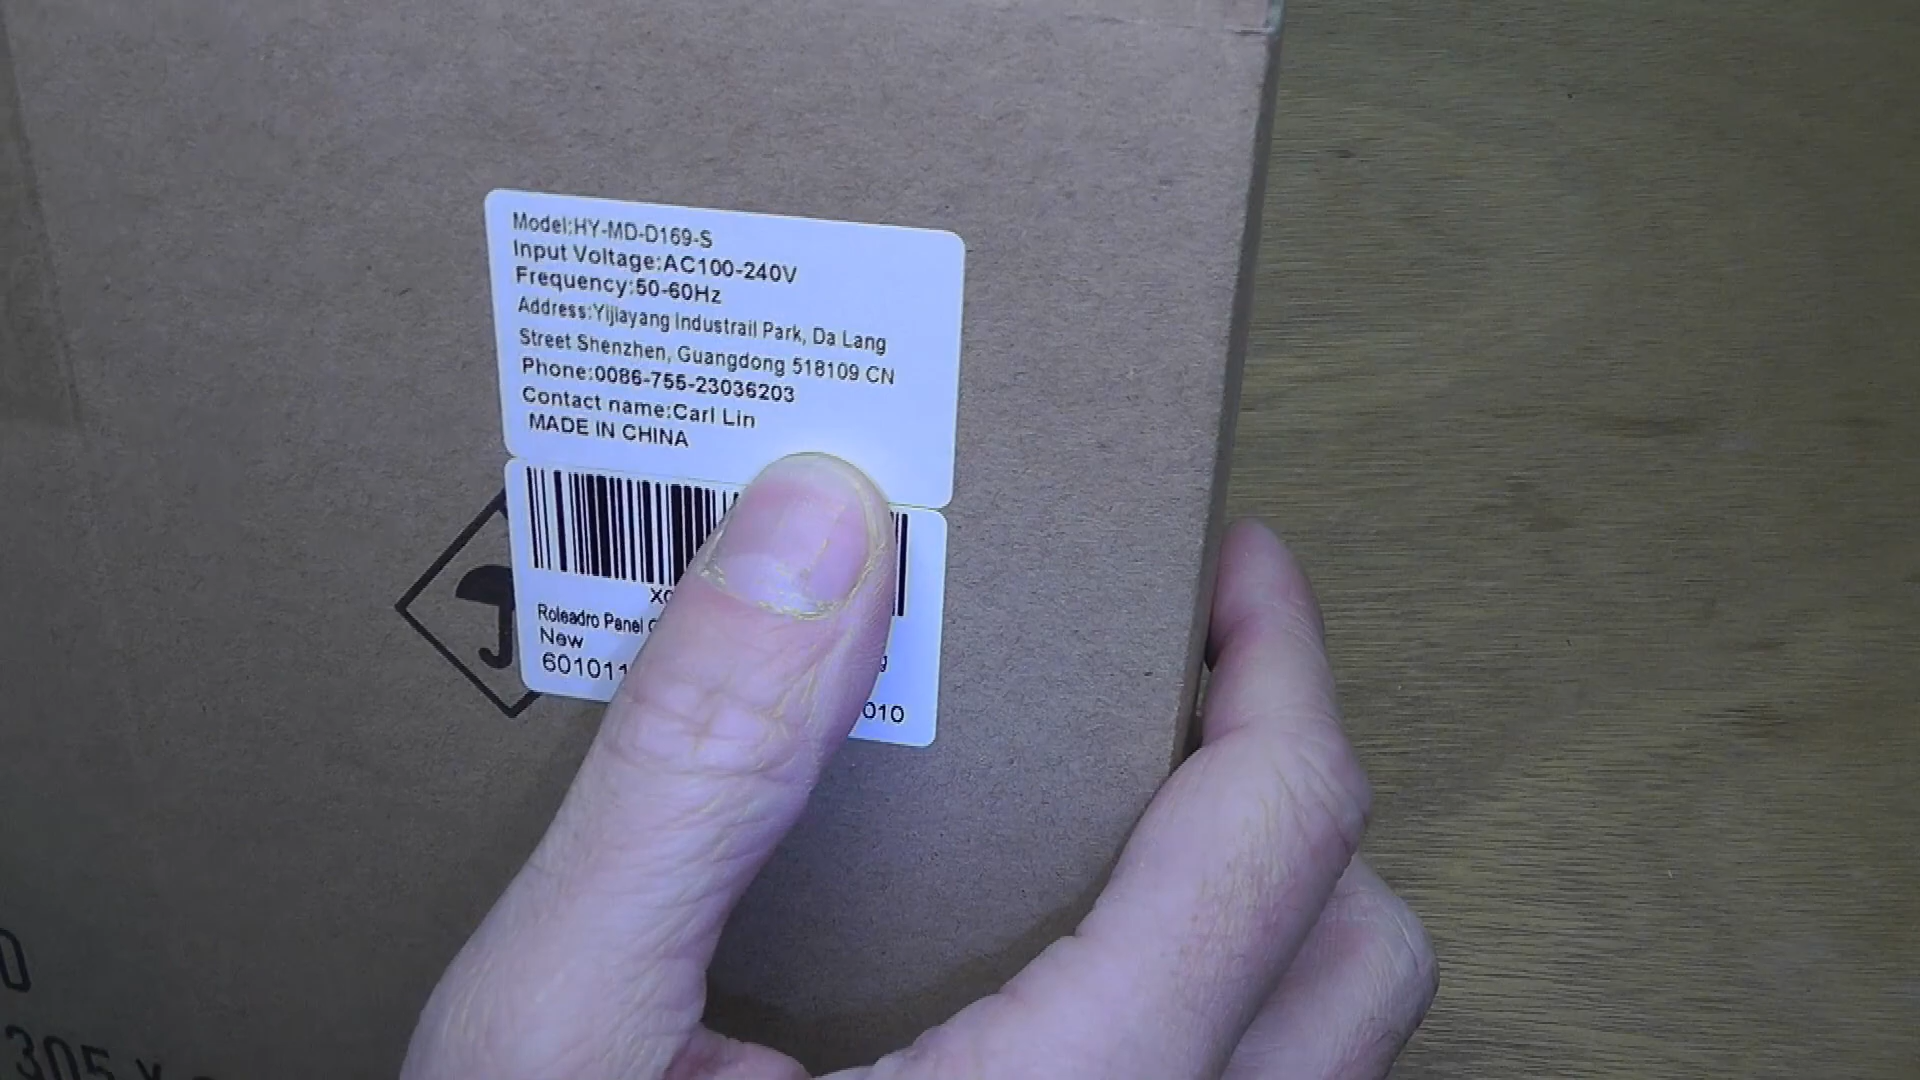 Model:HY-MD-D169-S
Input Voltage:AC100-240V
Frequency:50-60Hz
Address:Yijiayang Industrail Park, Da Lang
Street Shenzhen, Guangdong 518109 CN
Phone:0086-755-23036203
Contact name:Carl Lin
MADE IN CHINA
Roleadro Panel
New
305 x